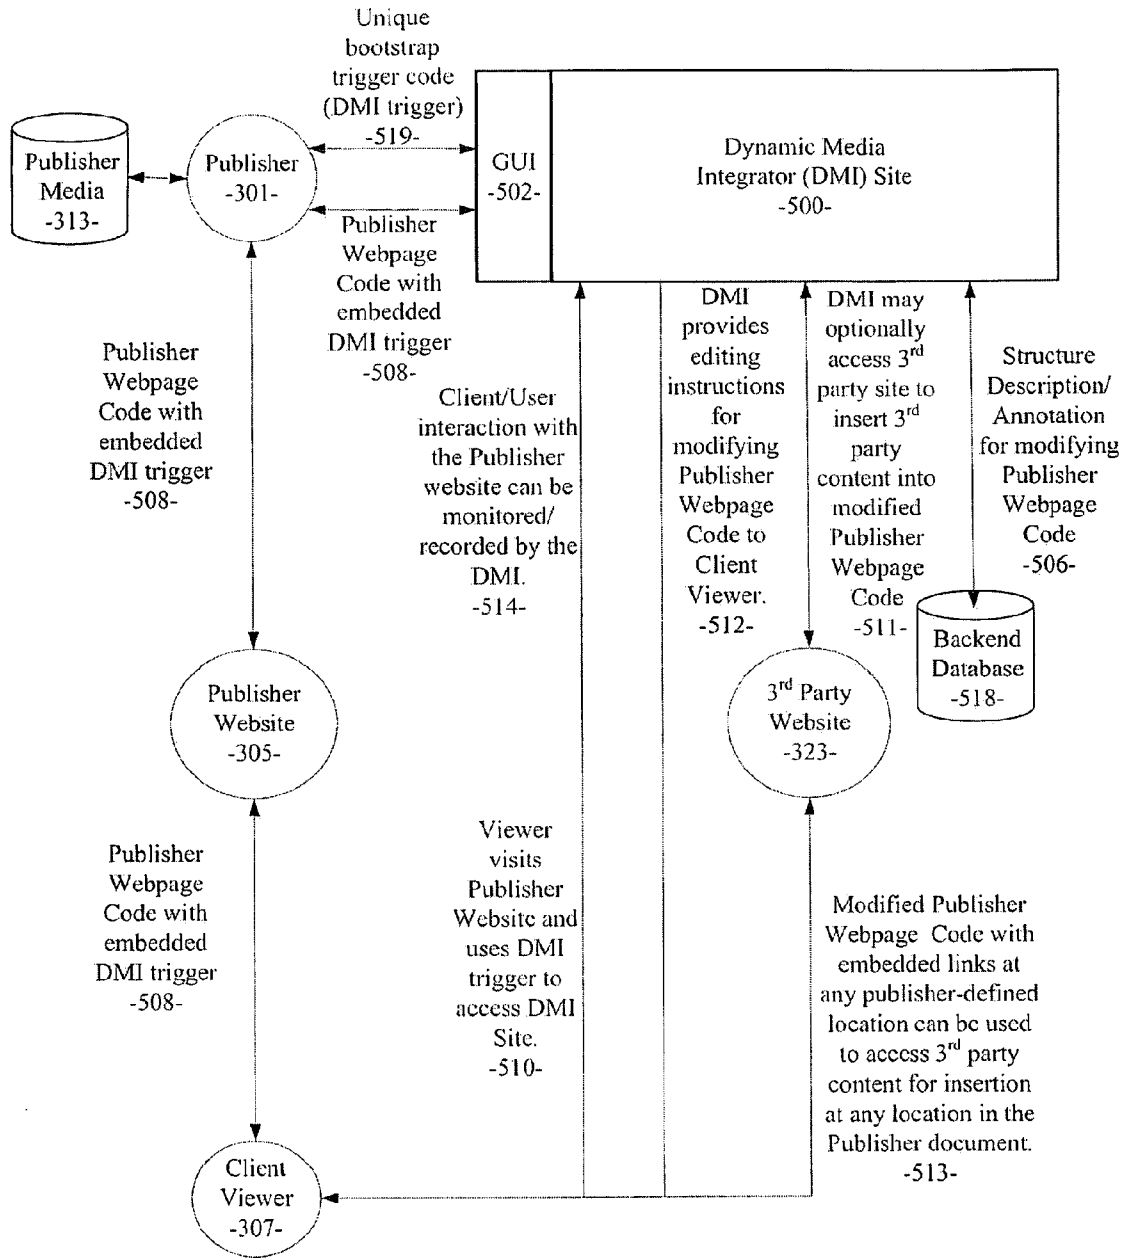 Unique
bootstrap
trigger code
(DMI trigger)
-519-
Publisher
Media
-313-
Publisher
-301-
GUI
-502-
Dynamic Media
Integrator (DMI) Site
-500-
Publisher
Webpage
Code with
embedded
DMI trigger
-508-
Publisher
Webpage
Code with
embedded
DMI trigger
-508-
Client/User
interaction with
the Publisher
website can be
monitored/
recorded by the
DMI.
-514-
DMI
provides
editing
instructions
for
modifying
Publisher
Webpage
Code to
Client
Viewer.
-512-
DMI may
optionally
access 3rd
party site to
insert 3rd
party
content into
modified
Publisher
Webpage
Code
-511-
Structure
Description/
Annotation
for modifying
Publisher
Webpage
Code
-506-
Backend
Database
-518-
Publisher
Website
-305-
3rd Party
Website
-323-
Publisher
Webpage
Code with
embedded
DMI trigger
-508-
Viewer
visits
Publisher
Website and
uses DMI
trigger to
access DMI
Site.
-510-
Modified Publisher
Webpage Code with
embedded links at
any publisher-defined
location can be used
to access 3rd party
content for insertion
at any location in the
Publisher document.
-513-
Client
Viewer
-307-